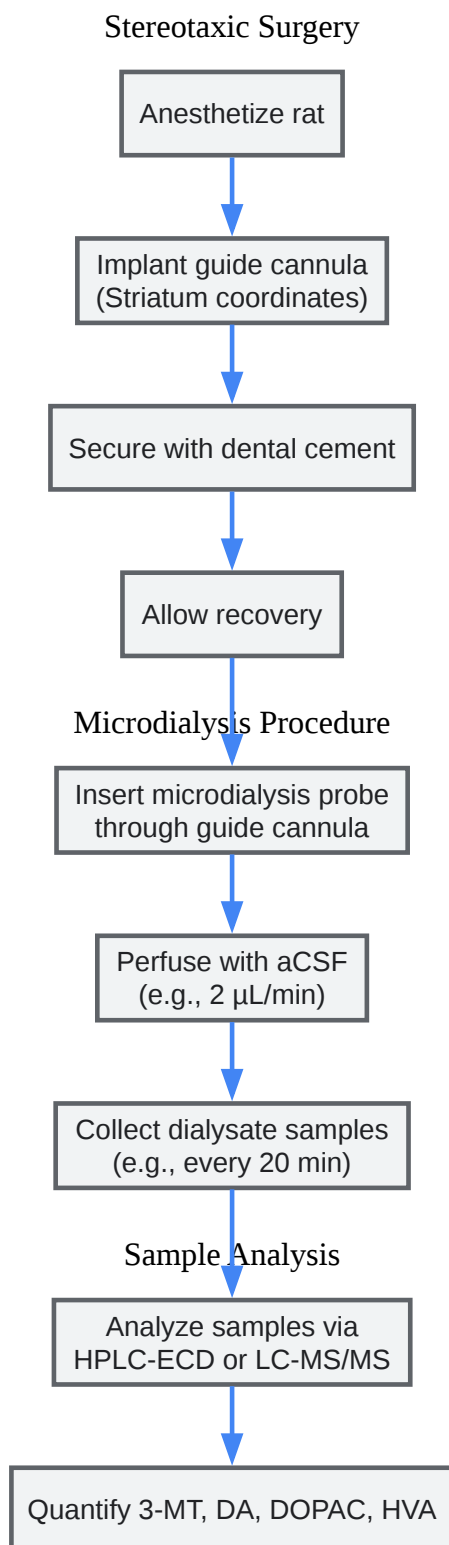 Stereotaxic Surgery
Anesthetize rat
Implant guide cannula
(Striatum coordinates)
Secure with dental cement
Allow recovery
Microdialysis Procedure
Insert microdialysis probe
through guide cannula
Perfuse with aCSF
(e.g., 2 µL/min)
Collect dialysate samples
(e.g., every 20 min)
Sample Analysis
Analyze samples via
HPLC-ECD or LC-MS/MS
Quantify 3-MT, DA, DOPAC, HVA